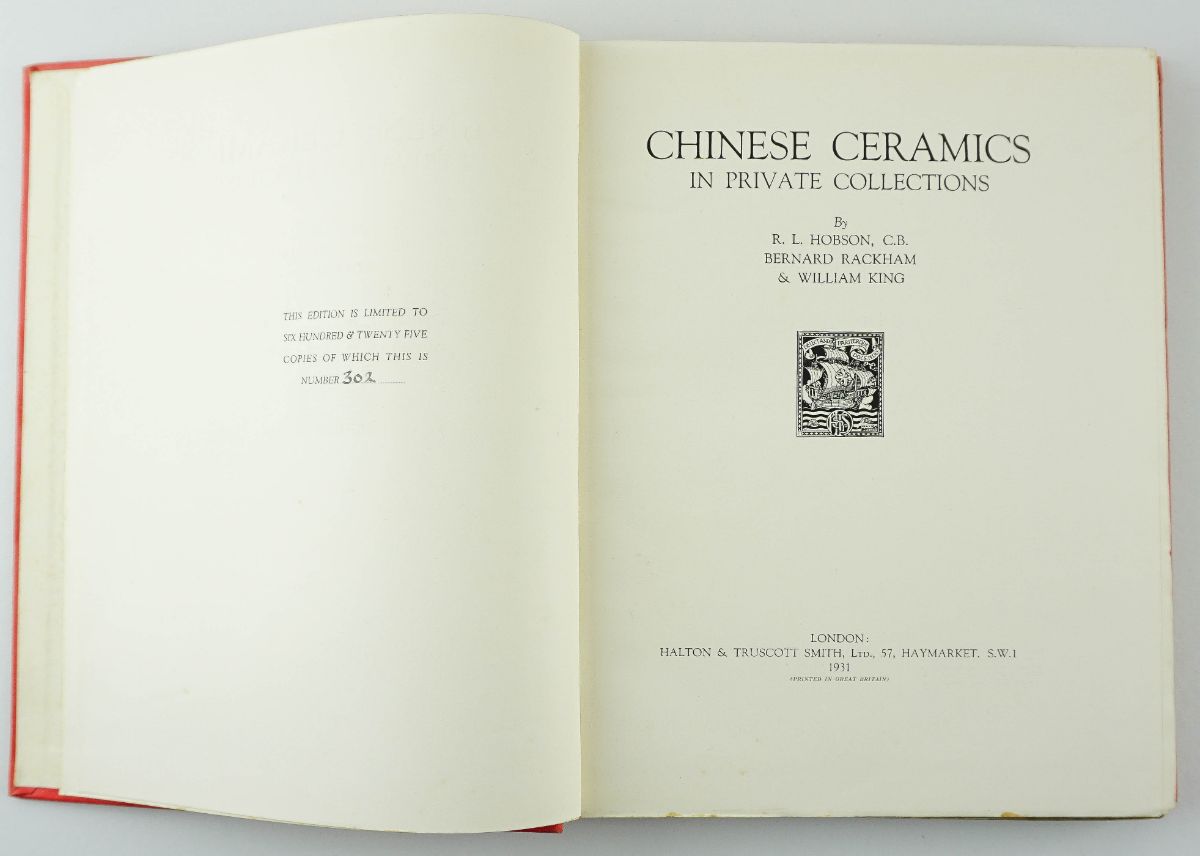 THIS EDITION IS LIMITED TO
SIX HUNDRED & TWENTY FIVE
COPIES OF WHICH THIS IS
NUMBER 302
CHINESE CERAMICS
IN PRIVATE COLLECTIONS
By
R. L. HOBSON, C.B.
BERNARD RACKHAM
& WILLIAM KING
LONDON:
HALTON & TRUSCOTT SMITH, LTD., 57, HAYMARKET. S.W.1
1931
(PRINTED IN GREAT BRITAIN)